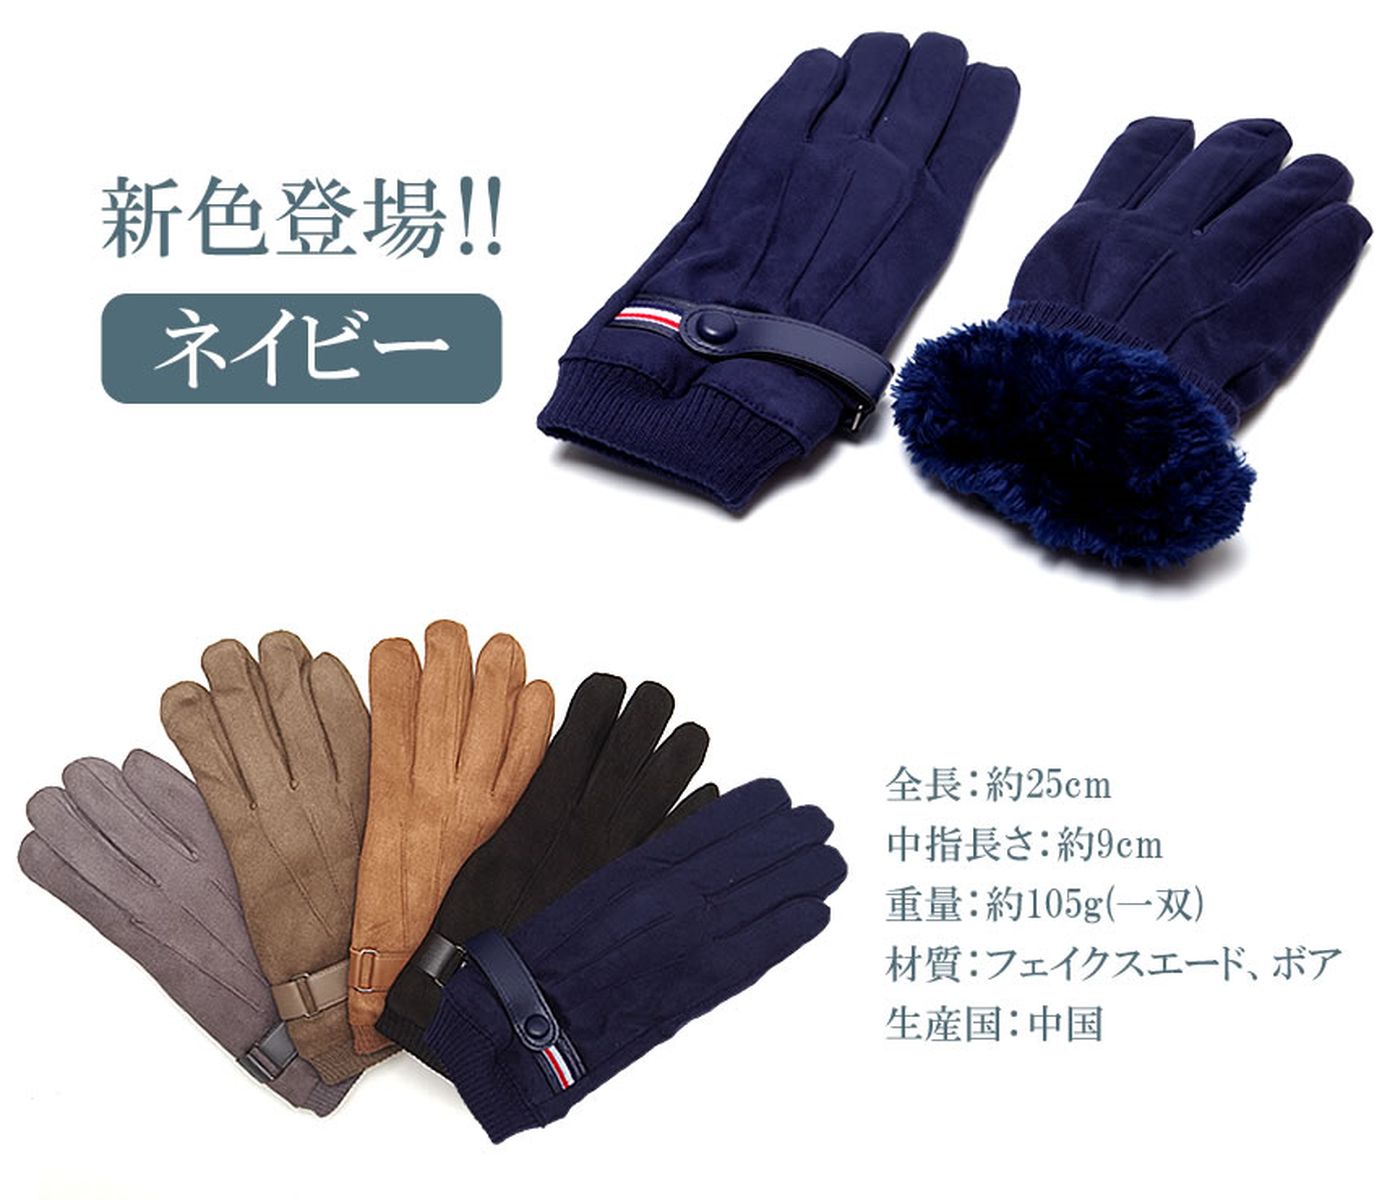 新色登場!!
ネイビー
全長：約25cm
中指長さ：約9cm
重量：約105g(一双)
材質：フェイクスエード、ボア
生産国：中国